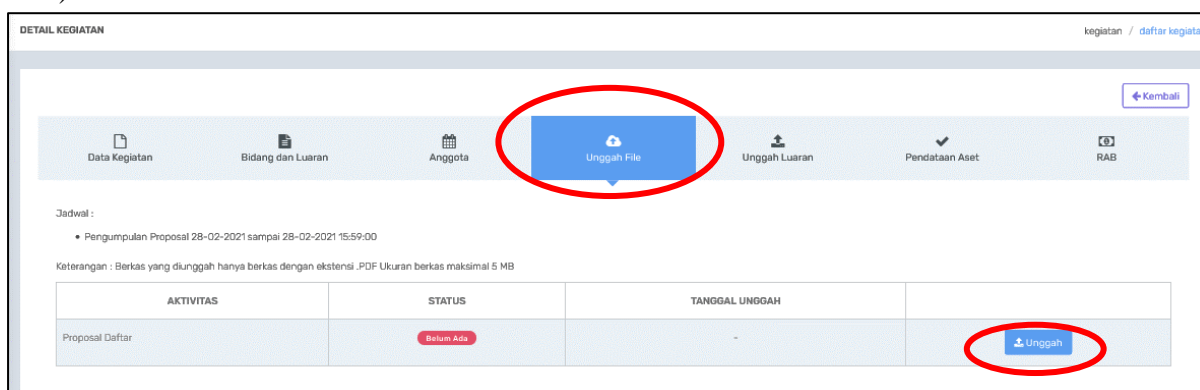 DETAIL KEGIATAN
kegiatan / daftar kegiata
Kembali
Data Kegiatan
Bidang dan Luaran
Anggota
Unggah File
Unggah Luaran
Pendataan Aset
RAB
Jadwal :
• Pengumpulan Proposal 28-02-2021 sampai 28-02-2021 15:59:00
Keterangan : Berkas yang diunggah hanya berkas dengan ekstensi .PDF Ukuran berkas maksimal 5 MB
AKTIVITAS STATUS TANGGAL UNGGAH
Proposal Daftar Belum Ada - Unggah